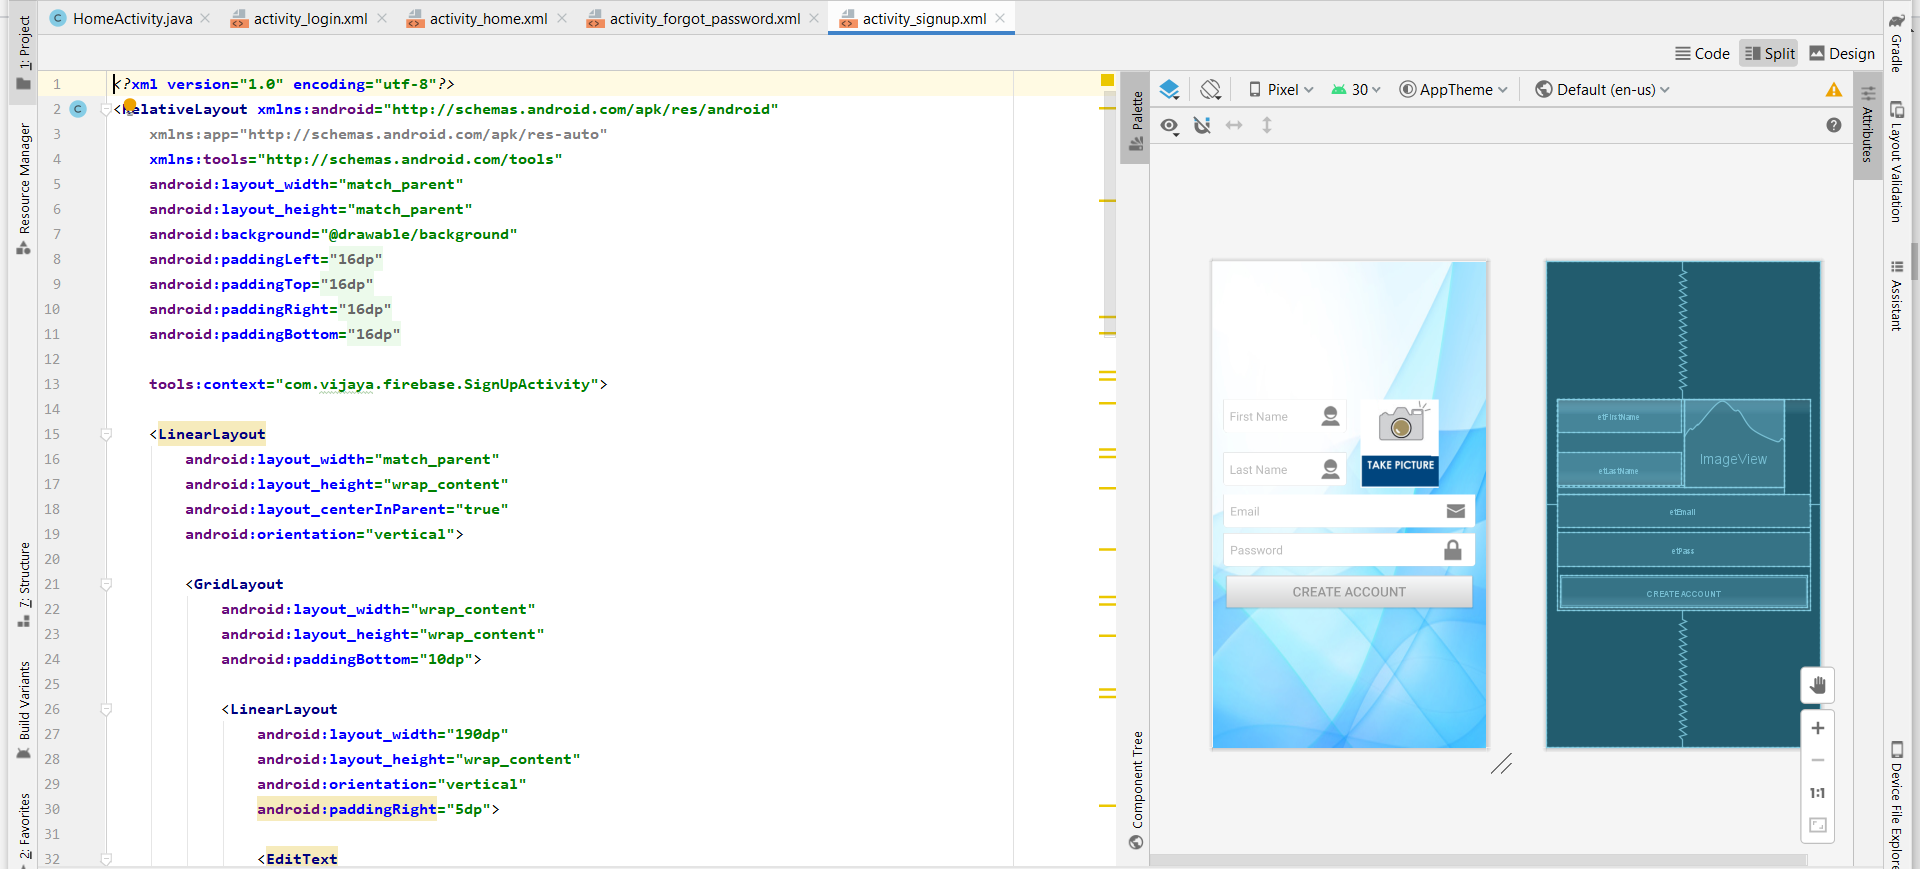 HomeActivity.java
activity_login.xml
activity_home.xml
activity_forgot_password.xml
activity_signup.xml
Code
Split
Design
1: Project
Resource Manager
7: Structure
Build Variants
2: Favorites
1 <?xml version="1.0" encoding="utf-8"?>
2 <RelativeLayout xmlns:android="http://schemas.android.com/apk/res/android"
3 xmlns:app="http://schemas.android.com/apk/res-auto"
4 xmlns:tools="http://schemas.android.com/tools"
5 android:layout_width="match_parent"
6 android:layout_height="match_parent"
7 android:background="@drawable/background"
8 android:paddingLeft="16dp"
9 android:paddingTop="16dp"
10 android:paddingRight="16dp"
11 android:paddingBottom="16dp"
12
13 tools:context="com.vijaya.firebase.SignUpActivity">
14
15 <LinearLayout
16 android:layout_width="match_parent"
17 android:layout_height="wrap_content"
18 android:layout_centerInParent="true"
19 android:orientation="vertical">
20
21 <GridLayout
22 android:layout_width="wrap_content"
23 android:layout_height="wrap_content"
24 android:paddingBottom="10dp">
25
26 <LinearLayout
27 android:layout_width="190dp"
28 android:layout_height="wrap_content"
29 android:orientation="vertical"
30 android:paddingRight="5dp">
31
32 <EditText
Palette
Component Tree
Pixel
30
AppTheme
Default (en-us)
First Name
Last Name
TAKE PICTURE
Email
Password
CREATE ACCOUNT
etFirstName
etLastName
ImageView
etEmail
etPass
CREATE ACCOUNT
1:1
Attributes
Gradle
Layout Validation
Assistant
Device File Explore